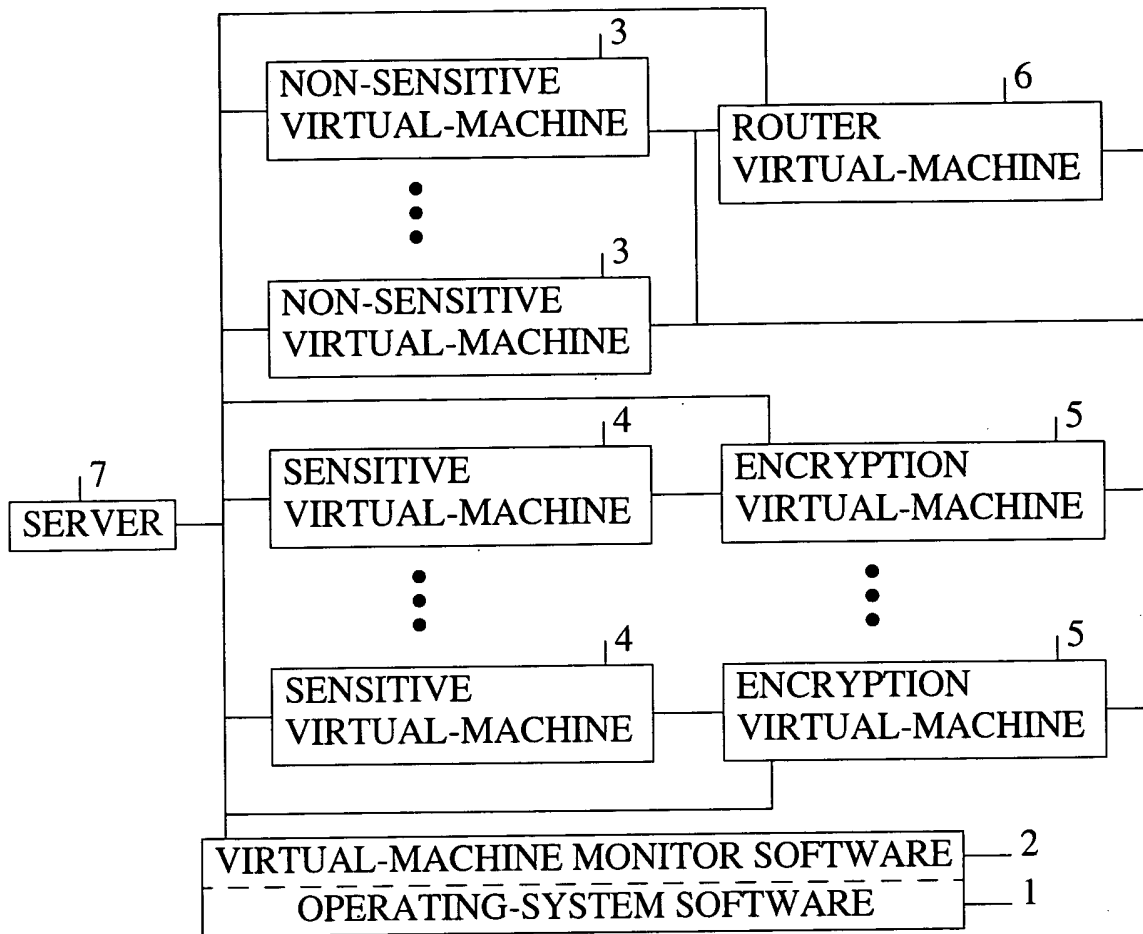 3
NON-SENSITIVE
VIRTUAL-MACHINE
6
ROUTER
VIRTUAL-MACHINE
3
NON-SENSITIVE
VIRTUAL-MACHINE
4
SENSITIVE
VIRTUAL-MACHINE
5
ENCRYPTION
VIRTUAL-MACHINE
7
SERVER
4
SENSITIVE
VIRTUAL-MACHINE
5
ENCRYPTION
VIRTUAL-MACHINE
VIRTUAL-MACHINE MONITOR SOFTWARE
2
OPERATING-SYSTEM SOFTWARE
1